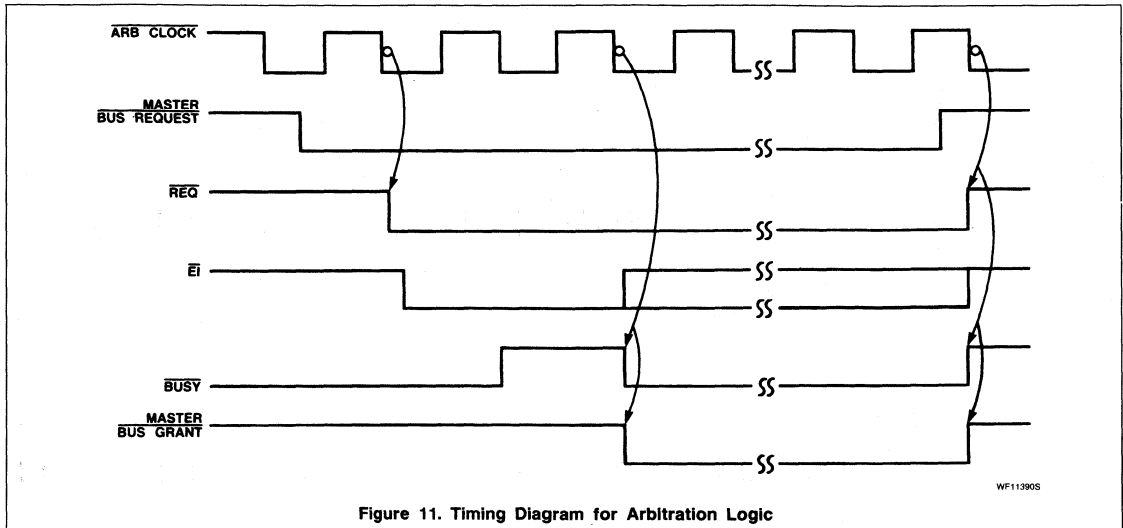 ARB CLOCK
MASTER
BUS REQUEST
REQ
SS
EI
BUSY
MASTER
BUS GRANT
WF11390S
Figure 11. Timing Diagram for Arbitration Logic